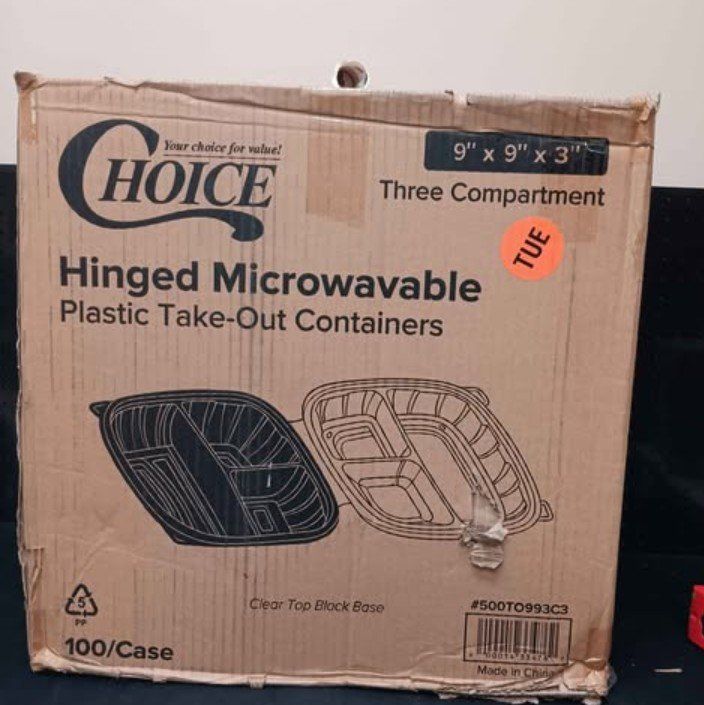 Your choice for value!
CHOICE
9" x 9" x 3"
Three Compartment
TUE
Hinged Microwavable
Plastic Take-Out Containers
Clear Top Black Base
5
PP
100/Case
#500TO993C3
Made in China